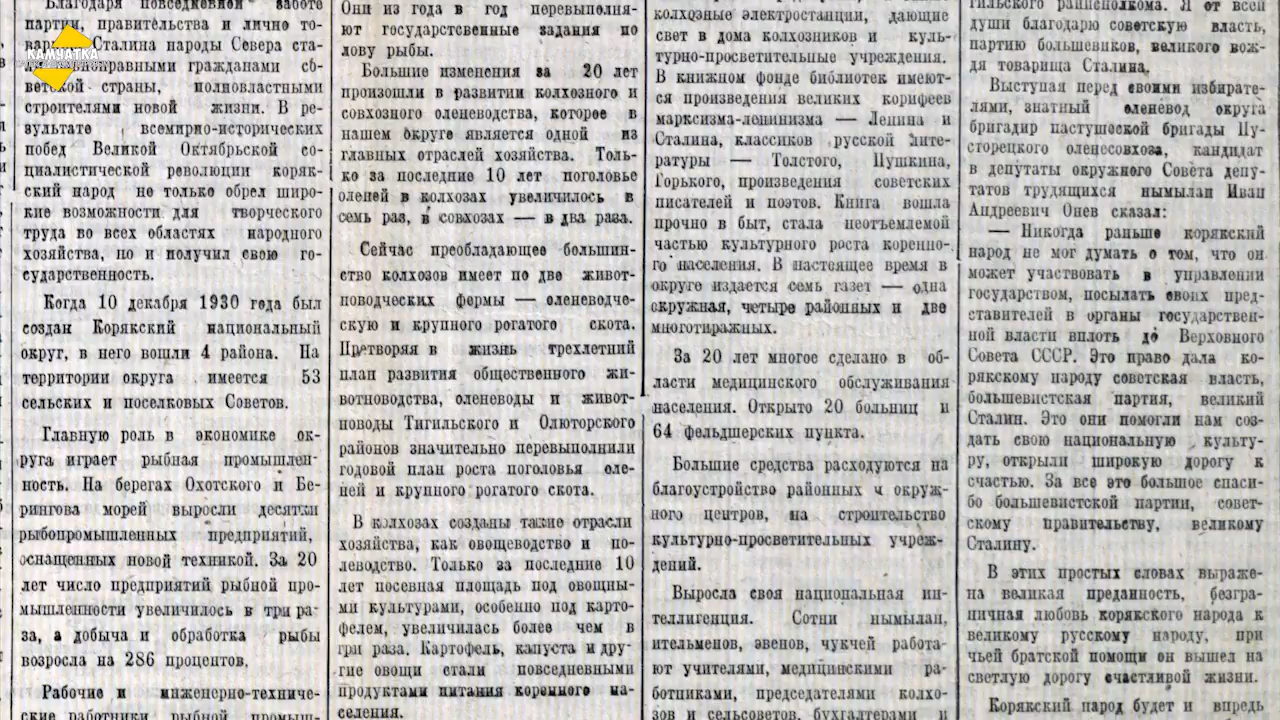 Благодаря повседневной заботе
партии, правительства и лично то-
Сталина народы Севера ста-
гражданами
страны, полновластными
строителями новой жизни. В ре-
зультате всемирно-исторических
побед Великой Октябрьской со-
циалистической революции коряк-
ский народ не только обрел широ-
кие возможности для творческого
труда во всех областях народного
хозяйства, но и получил свою го-
сударственность.
Когда 10 декабря 1930 года был
создан Корякский национальный
округ, в него вошли 4 района. На
территории округа имеется 53
сельских и поселковых Советов.
Главную роль в экономике ок-
руга играет рыбная промышлен-
ность. На берегах Охотского и Бе-
рингова морей выросли десятки
рыбопромышленных предприятий,
оснащенных новой техникой. За 20
лет число предприятий рыбной про-
мышленности увеличилось в три ра-
за, а добыча и обработка рыбы
возросла на 286 процентов.
Рабочие и инженерно-техниче-
ские работники рыбной промыш-
Они из года в год перевыполня-
ют государственные задания по
лову рыбы.
Большие изменения за 20 лет
произошли в развитии колхозного и
совхозного оленеводства, которое в
нашем округе является одной из
главных отраслей хозяйства. Толь-
ко за последние 10 лет поголовье
оленей в колхозах увеличилось в
семь раз, в совхозах — в два раза.
Сейчас преобладающее большин-
ство колхозов имеет по две живот-
новодческих фермы — оленеводче-
скую и крупного рогатого скота.
Претворяя в жизнь трехлетний
план развития общественного жи-
вотноводства, оленеводы и живот-
новоды Тигильского и Олюторского
районов значительно перевыполнили
годовой план роста поголовья оле-
ней и крупного рогатого скота.
В колхозах созданы такие отрасли
хозяйства, как овощеводство и по-
леводство. Только за последние 10
лет посевная площадь под овощны-
ми культурами, особенно под карто-
фелем, увеличилась более чем в
три раза. Картофель, капуста и дру-
гие овощи стали повседневными
продуктами питания коренного на-
селения.
колхозные электростанции, дающие
свет в дома колхозников и куль-
турно-просветительные учреждения.
В книжном фонде библиотек имеют-
ся произведения великих корифеев
марксизма-ленинизма — Ленина и
Сталина, классиков русской лите-
ратуры — Толстого, Пушкина,
Горького, произведения советских
писателей и поэтов. Книга вошла
прочно в быт, стала неотъемлемой
частью культурного роста коренно-
го населения. В настоящее время в
округе издается семь газет — одна
окружная, четыре районных и две
многотиражных.
За 20 лет многое сделано в об-
ласти медицинского обслуживания
населения. Открыто 20 больниц и
64 фельдшерских пункта.
Большие средства расходуются на
благоустройство районных и окруж-
ного центров, на строительство
культурно-просветительных учреж-
дений.
Выросла своя национальная ин-
теллигенция. Сотни нымылан,
ительменов, эвенов, чукчей работа-
ют учителями, медицинскими ра-
ботниками, председателями колхо-
зов и сельсоветов, бухгалтерами и
гильского райисполкома. Я от всей
души благодарю советскую власть,
партию большевиков, великого вож-
дя товарища Сталина.
Выступая перед своими избирате-
лями, знатный оленевод округа
бригадир пастушеской бригады Пу-
сторецкого оленесовхоза, кандидат
в депутаты окружного Совета депу-
татов трудящихся нымылан Иван
Андреевич Онев сказал:
— Никогда раньше корякский
народ не мог думать о том, что он
может участвовать в управлении
государством, посылать своих пред-
ставителей в органы государствен-
ной власти вплоть до Верховного
Совета СССР. Это право дала ко-
рякскому народу советская власть,
большевистская партия, великий
Сталин. Это они помогли нам соз-
дать свою национальную культу-
ру, открыли широкую дорогу к
счастью. За все это большое спаси-
бо большевистской партии, совет-
скому правительству, великому
Сталину.
В этих простых словах выраже-
на великая преданность, безгра-
ничная любовь корякского народа к
великому русскому народу, при
чьей братской помощи он вышел на
светлую дорогу счастливой жизни.
Корякский народ будет и впредь
КАМЧАТКА